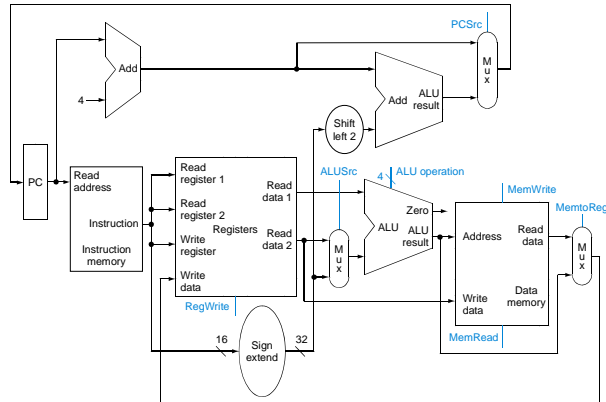 PCSrc
Add
4
M
u
x
ALU
Add result
Shift
left 2
PC
Read
address
Instruction
Instruction
memory
Read
register 1
Read
register 2
Write
register
Write
data
Registers
Read
data 1
Read
data 2
RegWrite
ALUSrc
M
u
x
4
ALU operation
Zero
ALU
ALU
result
MemWrite
Address
Read
data
Write
data
Data
memory
MemRead
MemtoReg
M
u
x
16
Sign
extend
32